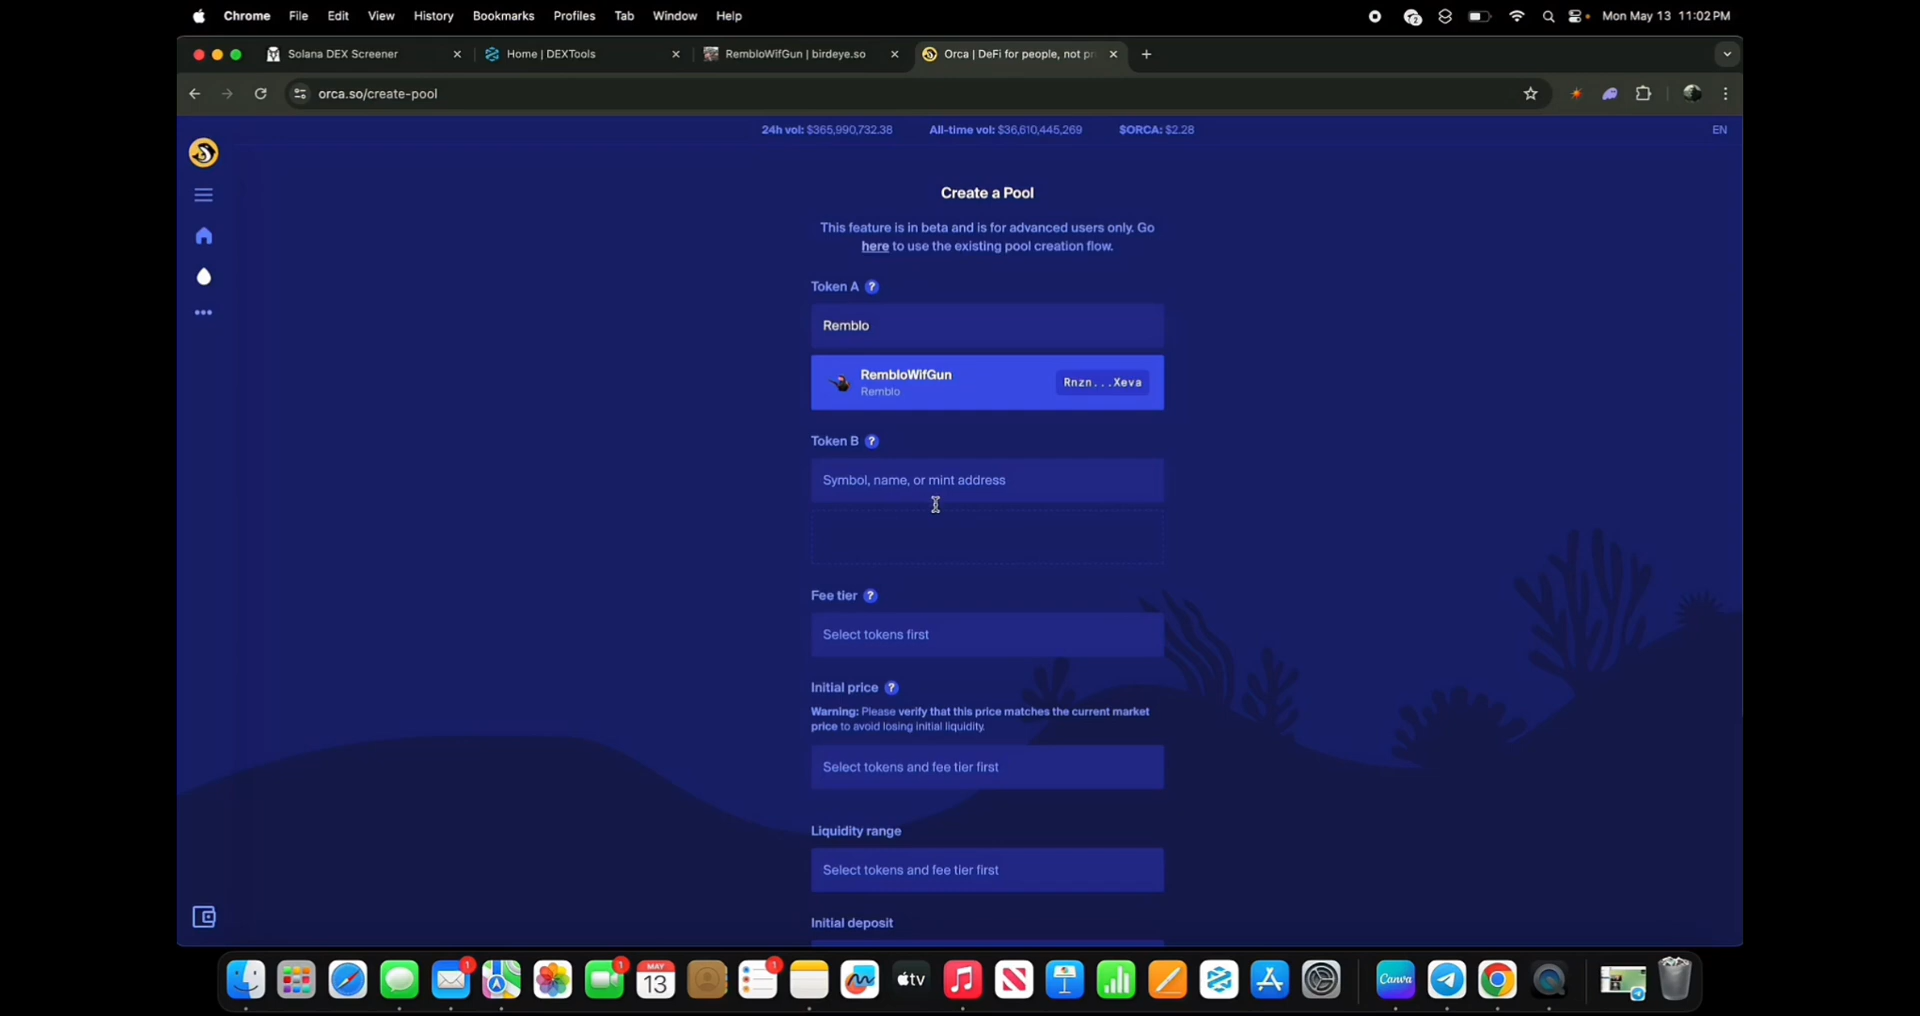 Chrome File Edit View History Bookmarks Profiles Tab Window Help 2 Mon May 13 11:02 PM
Solana DEX Screener Home | DEXTools RembloWifGun | birdeye.so Orca | DeFi for people, not pr
orca.so/create-pool
24h vol: $365,990,732.38 All-time vol: $36,610,445,269 $ORCA: $2.28 EN
Create a Pool
This feature is in beta and is for advanced users only. Go
here to use the existing pool creation flow.
Token A ?
Remblo
RembloWifGun
Remblo
Rnzn...Xeva
Token B ?
Symbol, name, or mint address
Fee tier ?
Select tokens first
Initial price ?
Warning: Please verify that this price matches the current market
price to avoid losing initial liquidity.
Select tokens and fee tier first
Liquidity range
Select tokens and fee tier first
Initial deposit
1 1 MAY 13 1 tv Canva